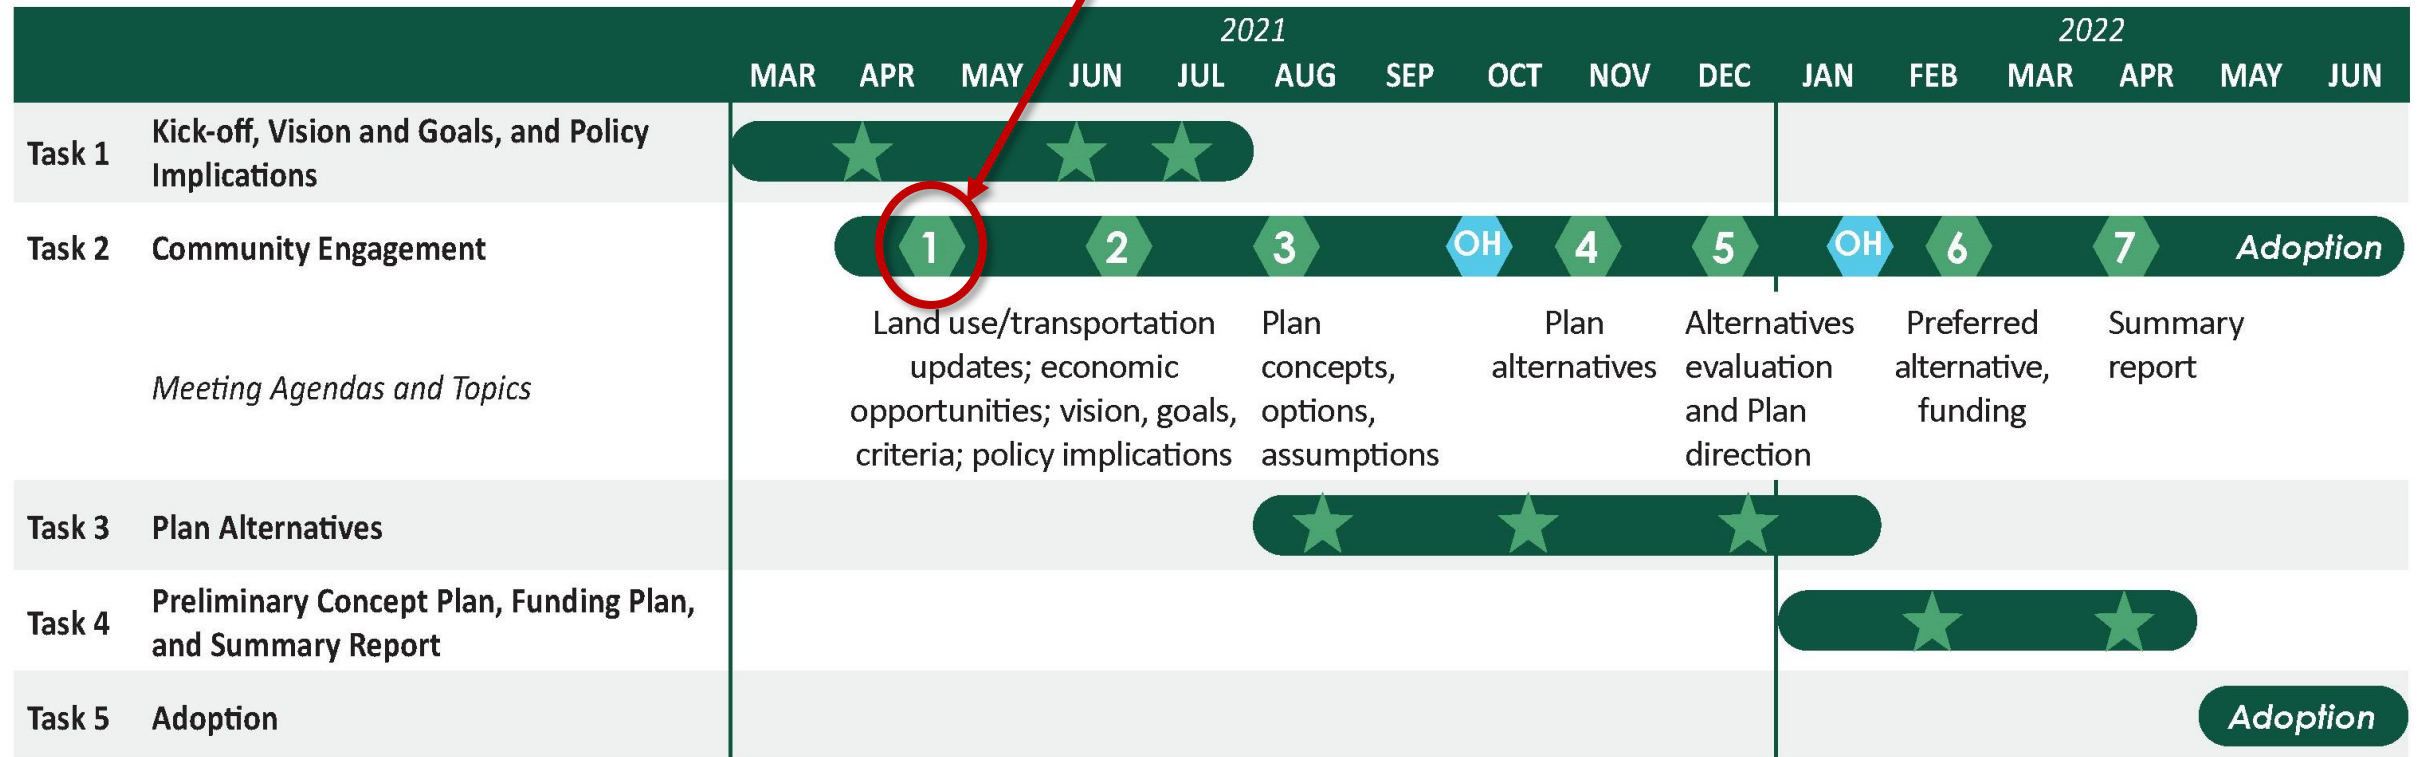 2021 2022
MAR APR MAY JUN JUL AUG SEP OCT NOV DEC JAN FEB MAR APR MAY JUN
Task 1 Kick-off, Vision and Goals, and Policy
Implications
Task 2 Community Engagement 1 2 3 OH 4 5 OH 6 7 Adoption
Meeting Agendas and Topics
Land use/transportation
updates; economic
opportunities; vision, goals,
criteria; policy implications
Plan
concepts,
options,
assumptions
Plan
alternatives
Alternatives
evaluation
and Plan
direction
Preferred
alternative,
funding
Summary
report
Task 3 Plan Alternatives
Task 4 Preliminary Concept Plan, Funding Plan,
and Summary Report
Task 5 Adoption Adoption